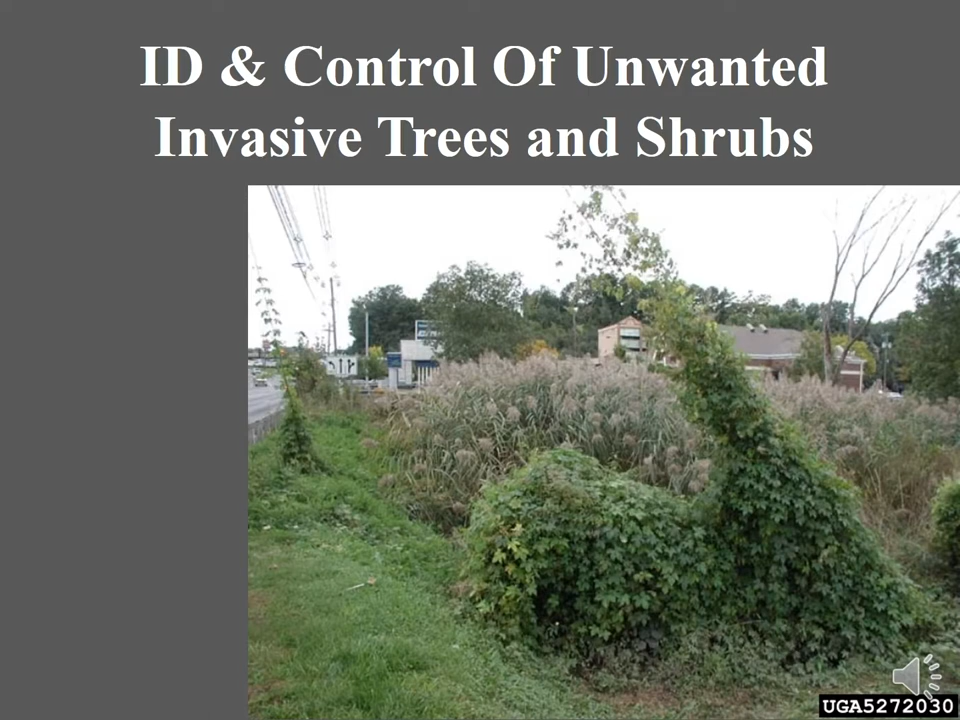 ID & Control Of Unwanted
Invasive Trees and Shrubs
UGA5272030